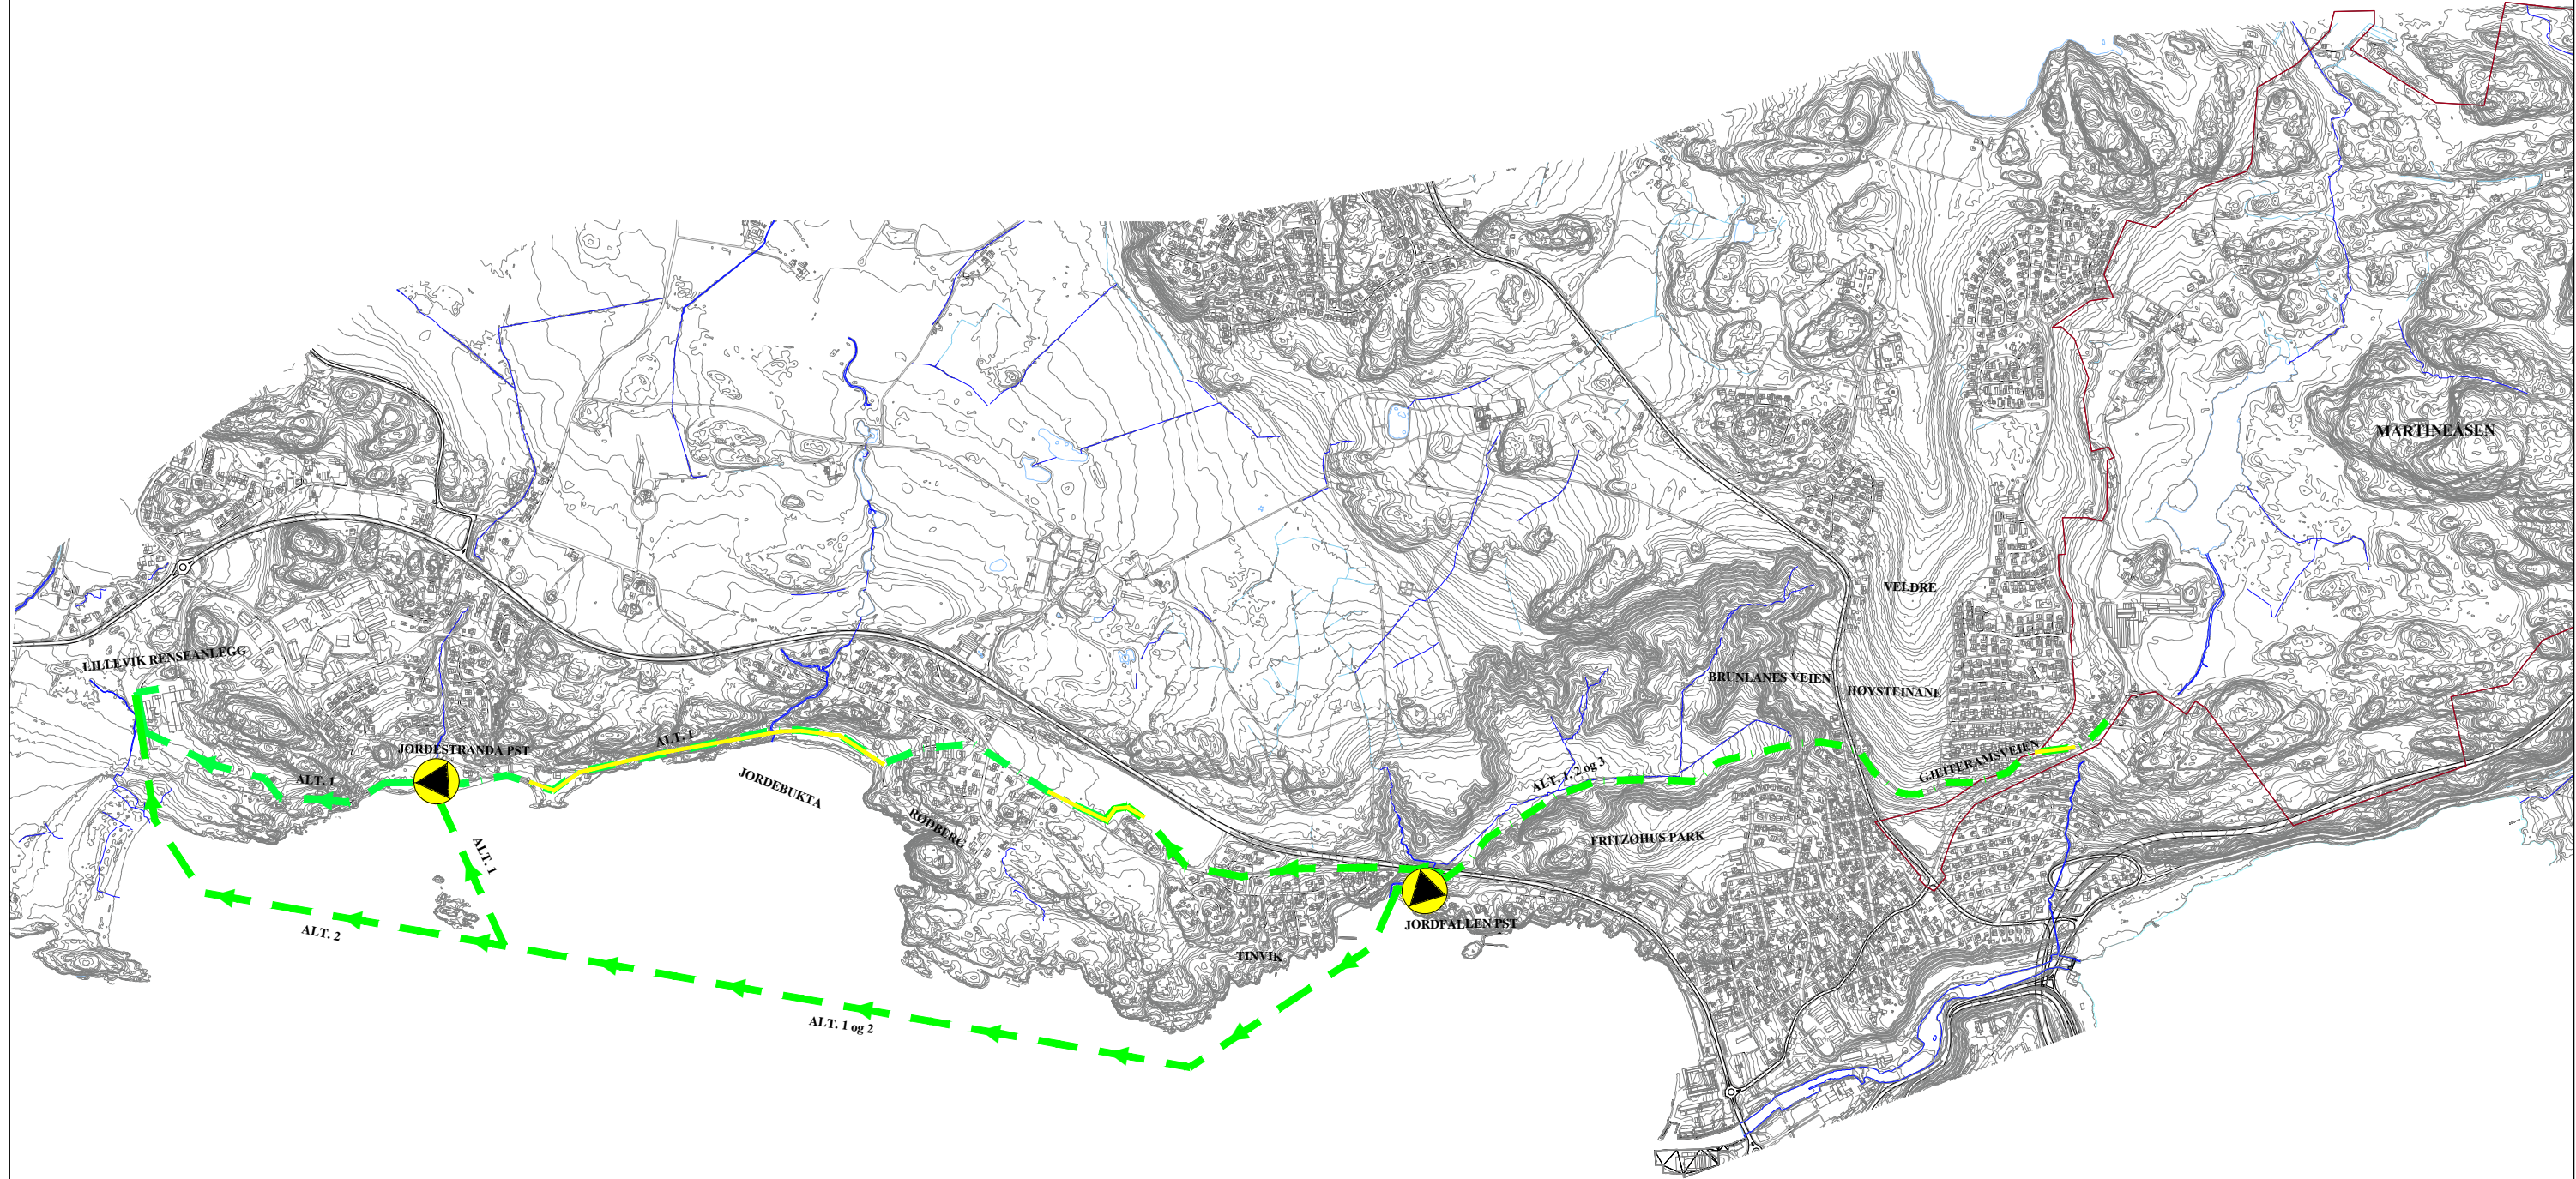 MARTINEÅSEN
VELDRE
LILLEVIK RENSEANLEGG
BRUNLANES VEIEN
HØYSTEINANE
JORDESTRANDA PST
ALT. 1
GJEITERAMSVEIEN
ALT. 1
JORDEBUKTA
ALT. 1, 2 og 3
RØDBERG
FRITZØHUS PARK
ALT. 1
JORDFALLEN PST
ALT. 2
TINVIK
ALT. 1 og 2